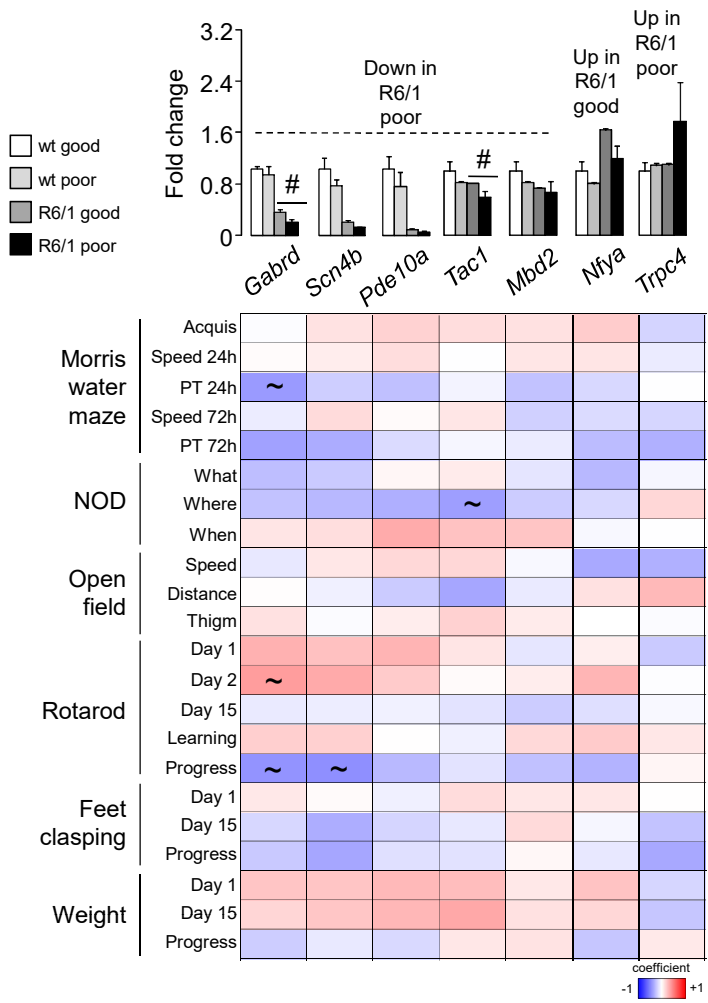 3.2
2.4
1.6
0.8
0
Fold change
Down in
R6/1
poor
Up in
R6/1
good
Up in
R6/1
poor
#
#
wt good
wt poor
R6/1 good
R6/1 poor
Gabrd
Scn4b
Pde10a
Tac1
Mbd2
Nfya
Trpc4
Morris
water
maze
Acquis
Speed 24h
PT 24h
~
Speed 72h
PT 72h
NOD
What
Where
~
When
Open
field
Speed
Distance
Thigm
Rotarod
Day 1
Day 2
~
Day 15
Learning
Progress
~
~
Feet
clasping
Day 1
Day 15
Progress
Weight
Day 1
Day 15
Progress
coefficient
-1
+1